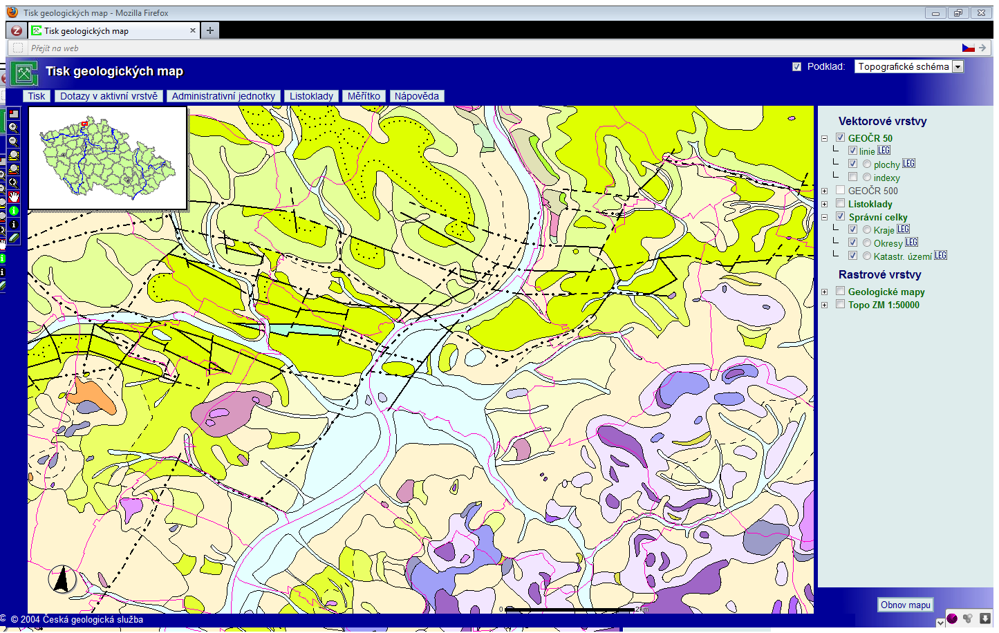 Tisk geologických map - Mozilla Firefox
Tisk geologických map
Přejít na web
Tisk geologických map
Podklad: Topografické schéma
Tisk Dotazy v aktivní vrstvě Administrativní jednotky Listoklady Měřítko Nápověda
Vektorové vrstvy
GEOČR 50
linie LEG
plochy LEG
indexy
GEOČR 500
Listoklady
Správní celky
Kraje LEG
Okresy LEG
Katastr. území LEG
Rastrové vrstvy
Geologické mapy
Topo ZM 1:50000
0 2km
Obnov mapu
© 2004 Česká geologická služba